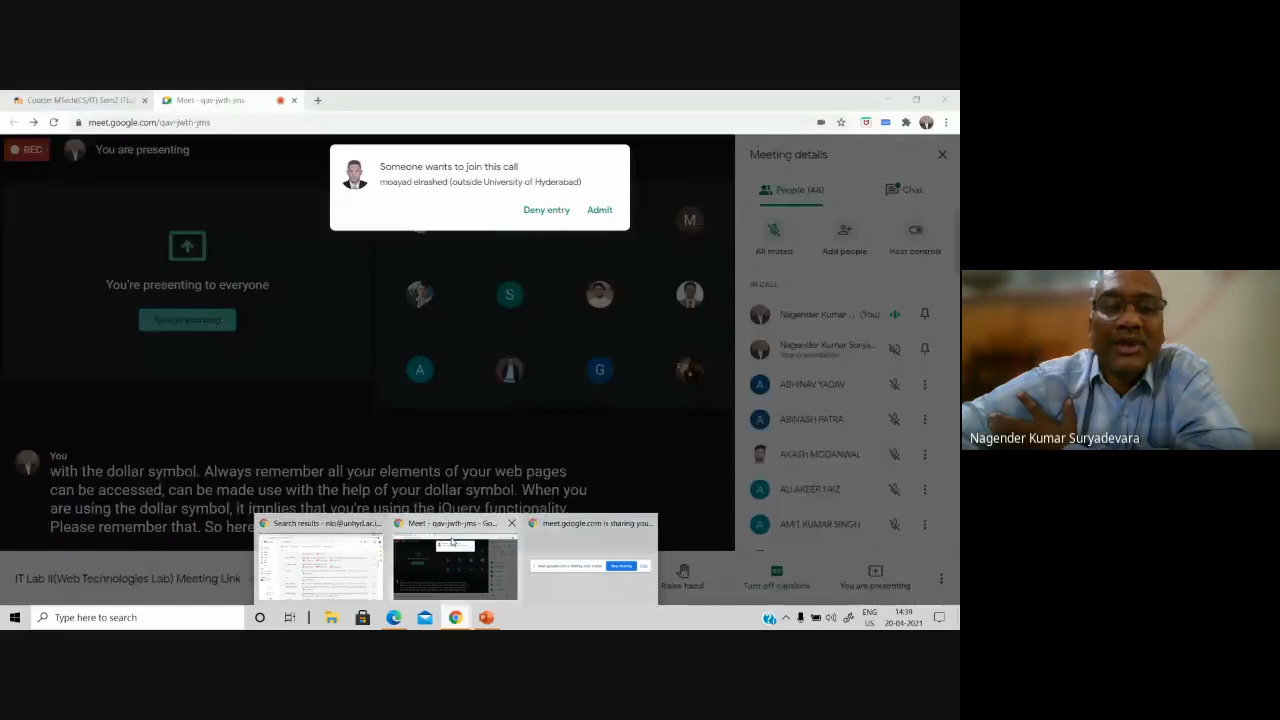 Course: MTech(CS/IT) Sem2 IT
Meet - qav-jwth-jms
meet.google.com/qav-jwth-jms
REC
You are presenting
Someone wants to join this call
moayad elrashed (outside University of Hyderabad)
Deny entry
Admit
Meeting details
People (48)
Chat
All muted
Add people
Host controls
M
You're presenting to everyone
Stop presenting
S
A
G
IN CALL
Nagender Kumar ... (You)
Nagender Kumar Surya...
Your presentation
A ABHINAV YADAV
A ABINASH PATRA
AKASH MODANWAL
A ALI AKDER FAIZ
A AMIT KUMAR SINGH
You
with the dollar symbol. Always remember all your elements of your web pages
can be accessed, can be made use with the help of your dollar symbol. When you
are using the dollar symbol, it implies that you're using the jQuery functionality.
Please remember that. So here
Search results - nks@uohyd.ac.i...
Meet - qav-jwth-jms - Go...
meet.google.com is sharing you...
Stop sharing
Hide
IT Lab II(Web Technologies Lab) Meeting Link
Raise hand
Turn off captions
You are presenting
Type here to search
ENG
US
14:39
20-04-2021
Nagender Kumar Suryadevara